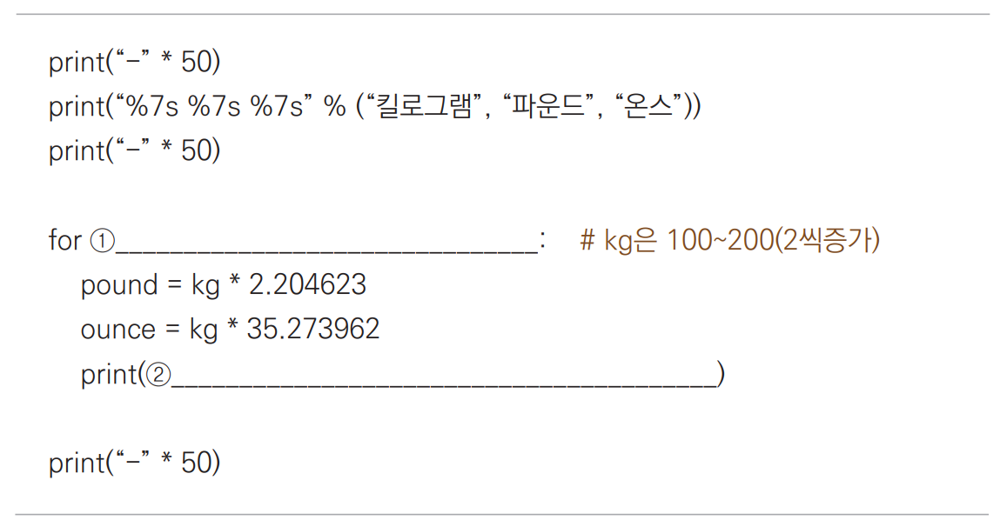 print(“-” * 50)
print(“%7s %7s %7s” % (“킬로그램”, “파운드”, “온스”))
print(“-” * 50)
for ①_______________________________: # kg은 100~200(2씩증가)
pound = kg * 2.204623
ounce = kg * 35.273962
print(②________________________________________)
print(“-” * 50)